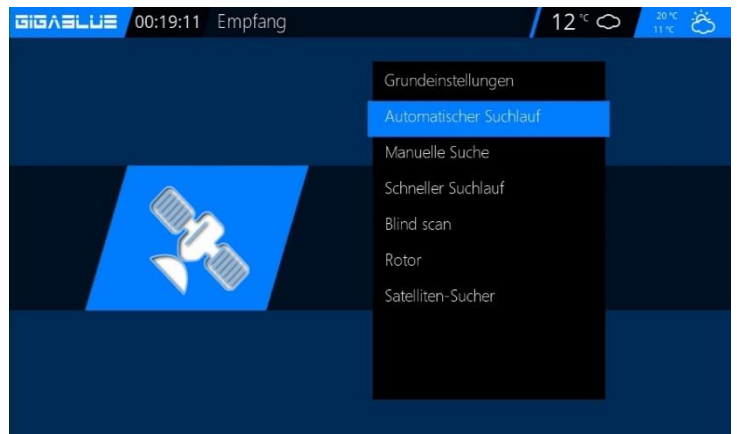 GIGABLUE 00:19:11 Empfang 12 °C 20 °C
11 °C
Grundeinstellungen
Automatischer Suchlauf
Manuelle Suche
Schneller Suchlauf
Blind scan
Rotor
Satelliten-Sucher